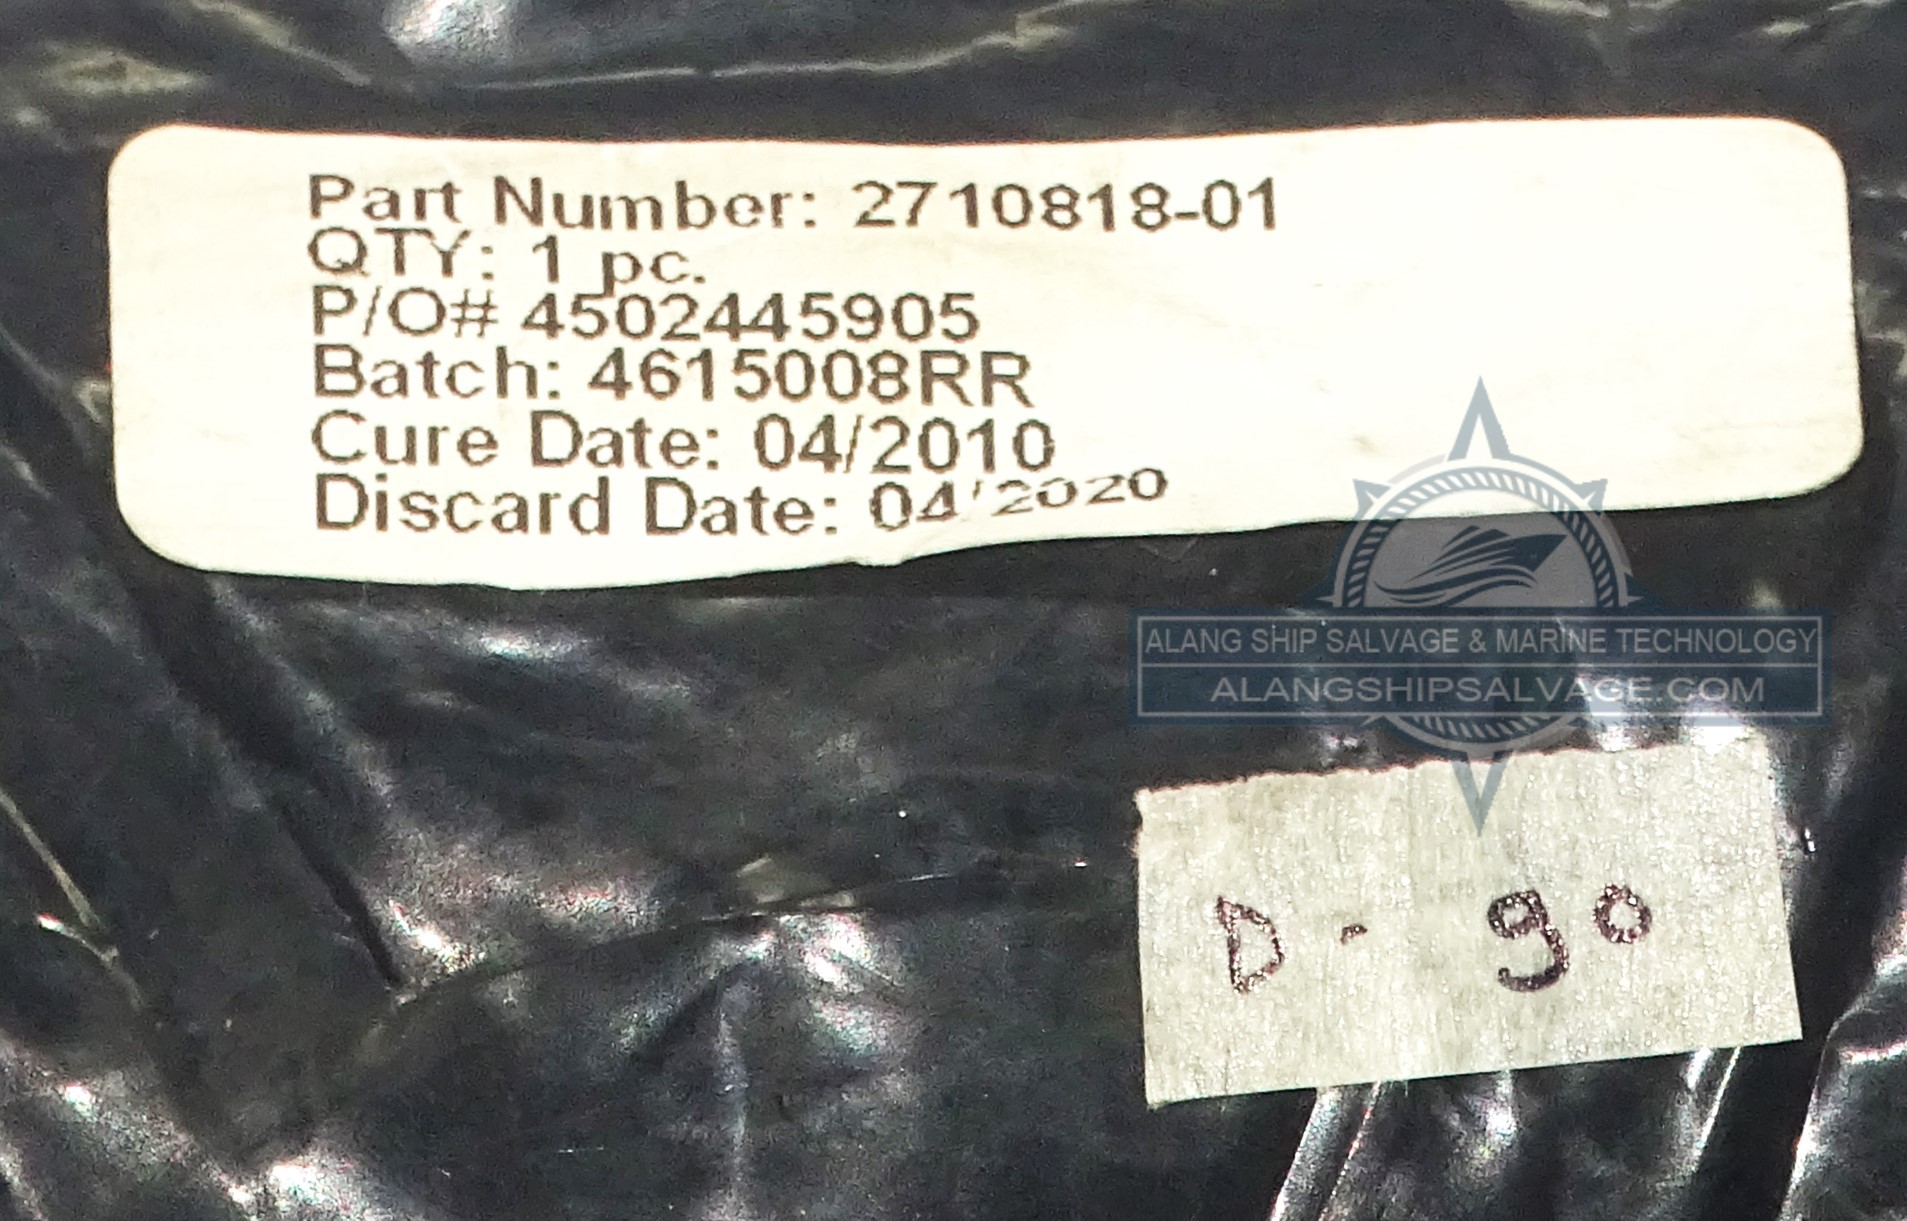 Part Number: 2710818-01
QTY: 1 pc.
P/O# 4502445905
Batch: 4615008RR
Cure Date: 04/2010
Discard Date: 04/2020
ALANG SHIP SALVAGE & MARINE TECHNOLOGY
ALANGSHIPSALVAGE.COM
D - 90